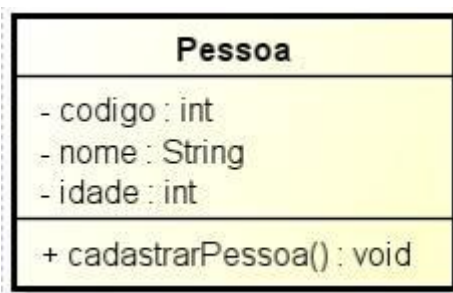 Pessoa
- codigo : int
- nome : String
- idade : int
+ cadastrarPessoa() : void